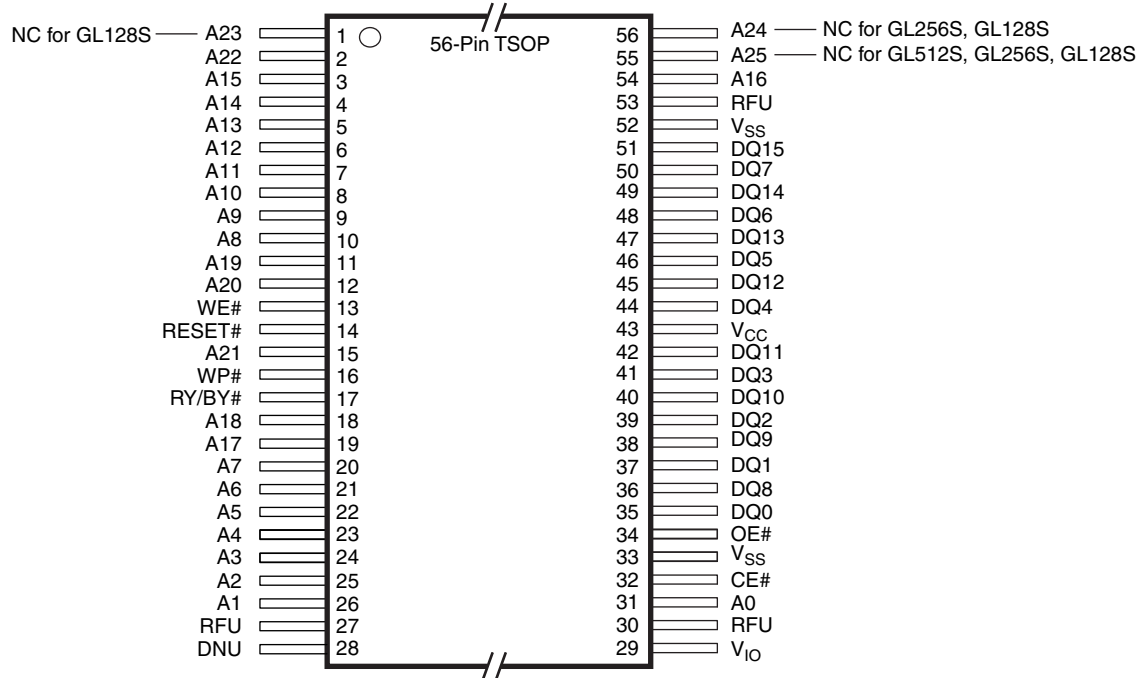 NC for GL128S A23 1 56-Pin TSOP 56 A24 NC for GL256S, GL128S
A22 2 55 A25 NC for GL512S, GL256S, GL128S
A15 3 54 A16
A14 4 53 RFU
A13 5 52 VSS
A12 6 51 DQ15
A11 7 50 DQ7
A10 8 49 DQ14
A9 9 48 DQ6
A8 10 47 DQ13
A19 11 46 DQ5
A20 12 45 DQ12
WE# 13 44 DQ4
RESET# 14 43 VCC
A21 15 42 DQ11
WP# 16 41 DQ3
RY/BY# 17 40 DQ10
A18 18 39 DQ2
A17 19 38 DQ9
A7 20 37 DQ1
A6 21 36 DQ8
A5 22 35 DQ0
A4 23 34 OE#
A3 24 33 VSS
A2 25 32 CE#
A1 26 31 A0
RFU 27 30 RFU
DNU 28 29 VIO